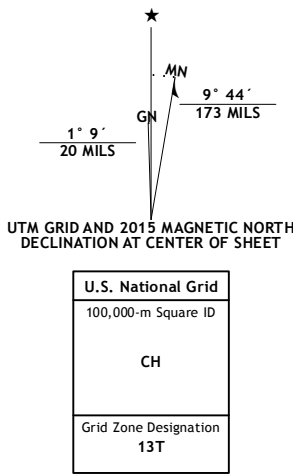 MN
GN
9° 44´
173 MILS
1° 9´
20 MILS
UTM GRID AND 2015 MAGNETIC NORTH
DECLINATION AT CENTER OF SHEET
U.S. National Grid
100,000-m Square ID
CH
Grid Zone Designation
13T